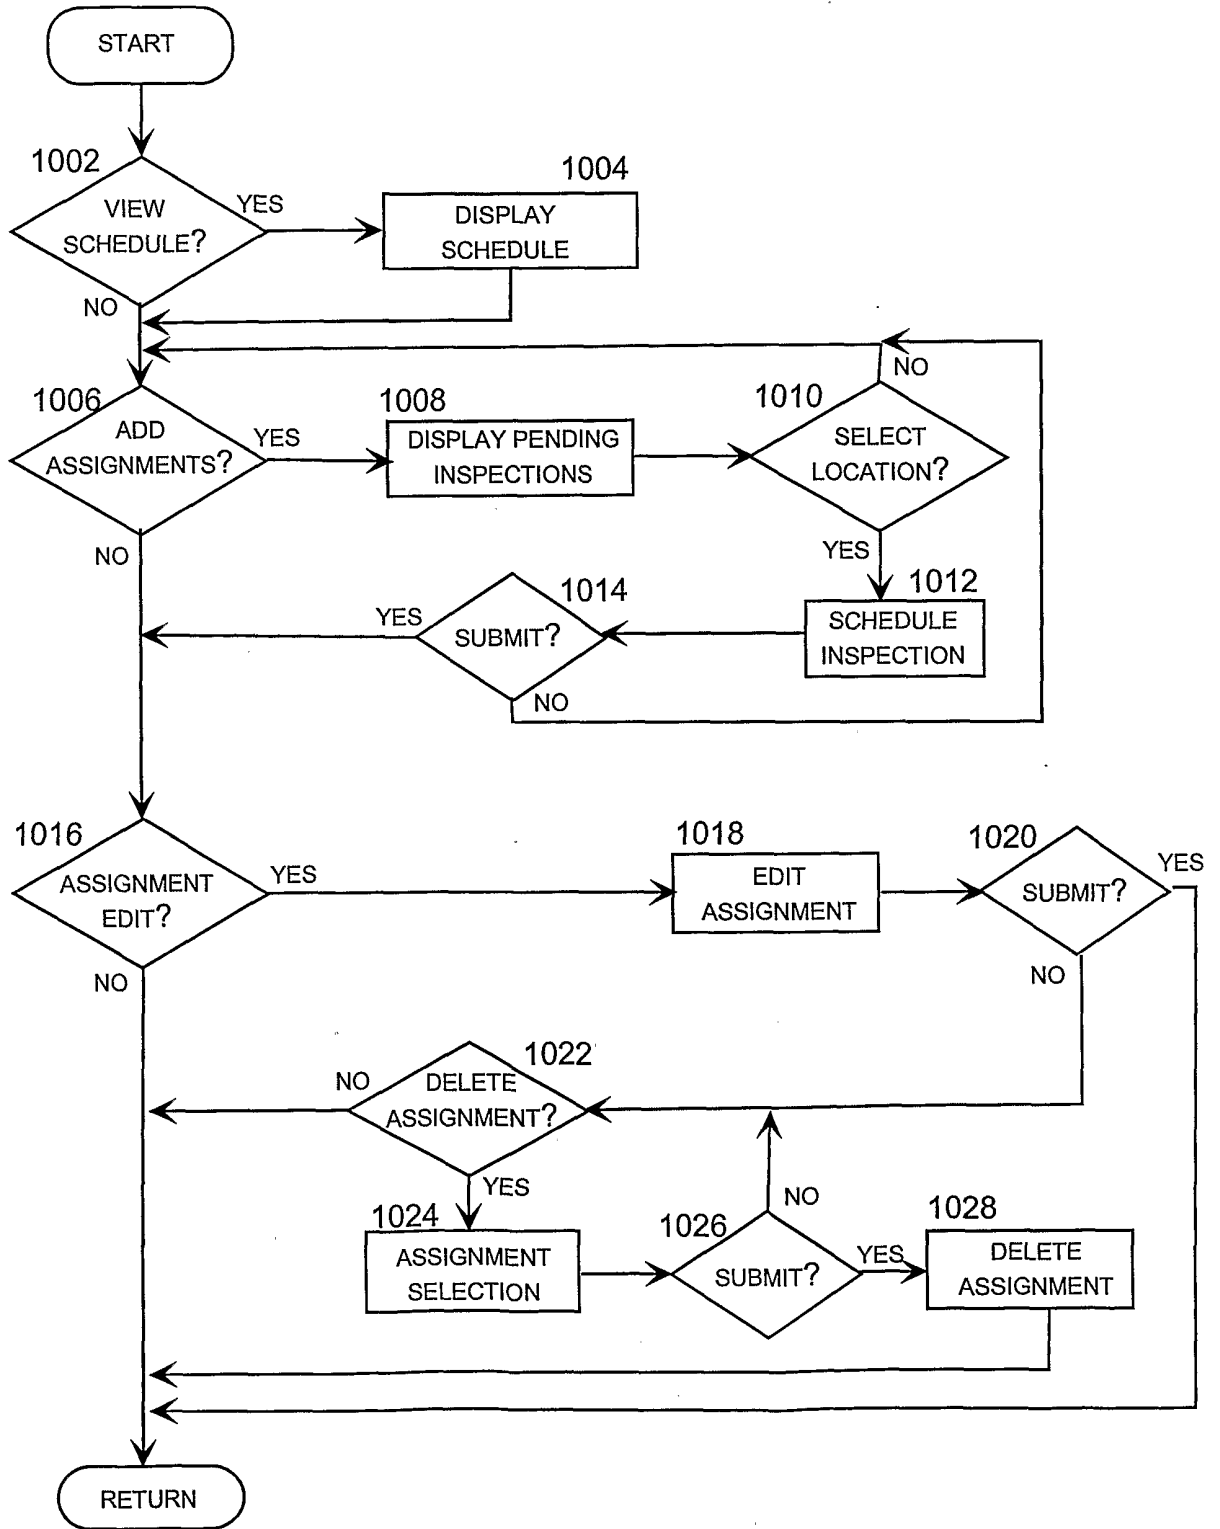 START
1002
VIEW
SCHEDULE?
YES
NO
1004
DISPLAY
SCHEDULE
1006
ADD
ASSIGNMENTS?
YES
NO
1008
DISPLAY PENDING
INSPECTIONS
1010
SELECT
LOCATION?
NO
YES
1012
SCHEDULE
INSPECTION
1014
SUBMIT?
YES
NO
1016
ASSIGNMENT
EDIT?
YES
NO
1018
EDIT
ASSIGNMENT
1020
SUBMIT?
YES
NO
1022
DELETE
ASSIGNMENT?
NO
YES
1024
ASSIGNMENT
SELECTION
1026
SUBMIT?
NO
YES
1028
DELETE
ASSIGNMENT
RETURN